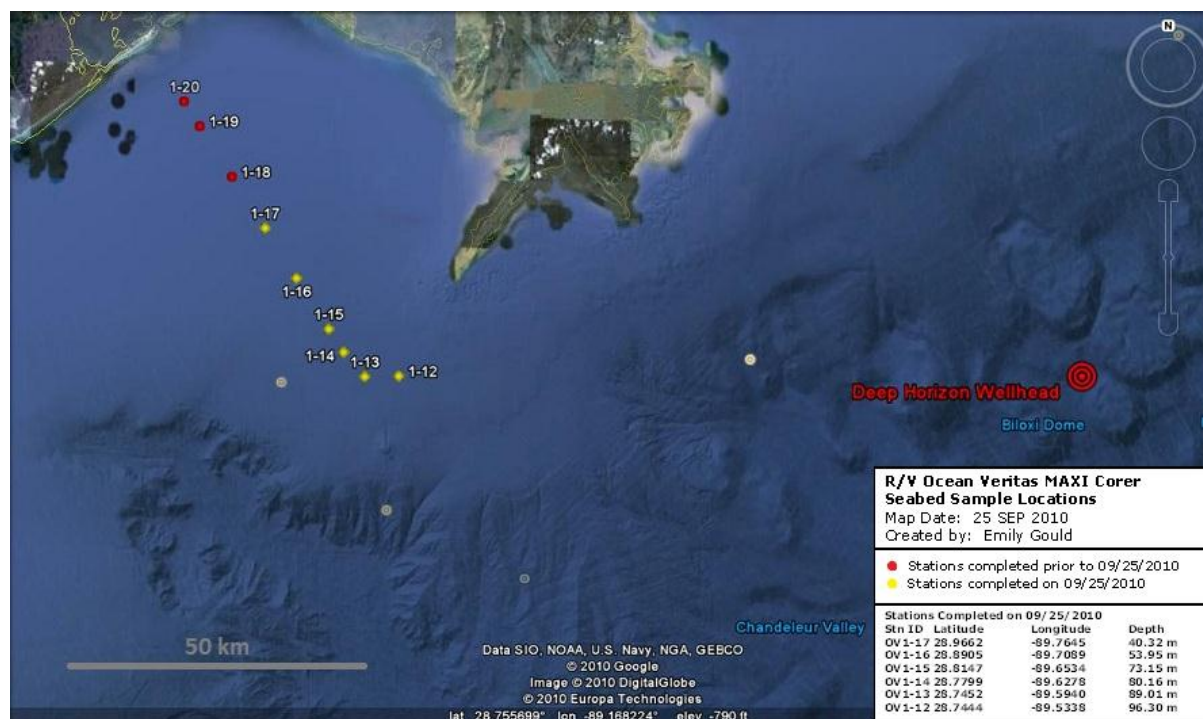 N
1-20
1-19
1-18
1-17
1-16
1-15
1-14
1-13
1-12
Deep Horizon Wellhead
Biloxi Dome
Chandeleur Valley
50 km
Data SIO, NOAA, U.S. Navy, NGA, GEBCO
© 2010 Google
Image © 2010 DigitalGlobe
© 2010 Europa Technologies
lat 28.755699° lon -89.168224° elev -790 ft
R/V Ocean Veritas MAXI Corer
Seabed Sample Locations
Map Date: 25 SEP 2010
Created by: Emily Gould
Stations completed prior to 09/25/2010
Stations completed on 09/25/2010
Stations Completed on 09/25/2010
Stn ID Latitude Longitude Depth
OV1-17 28.9662 -89.7645 40.32 m
OV1-16 28.8905 -89.7089 53.95 m
OV1-15 28.8147 -89.6534 73.15 m
OV1-14 28.7799 -89.6278 80.16 m
OV1-13 28.7452 -89.5940 89.01 m
OV1-12 28.7444 -89.5338 96.30 m